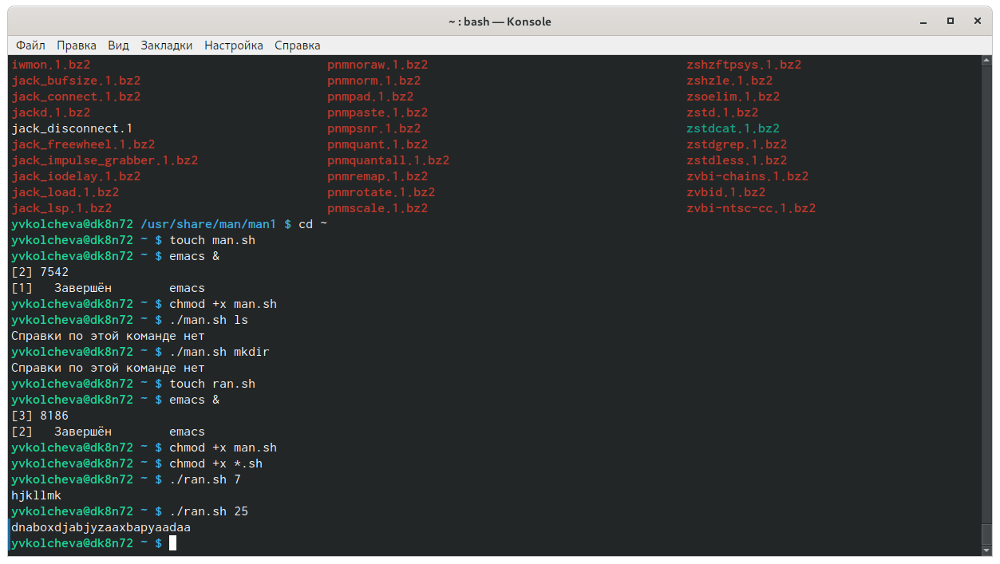 ~ : bash — Konsole
Файл Правка Вид Закладки Настройка Справка
iwmon.1.bz2 pnmnoraw.1.bz2 zshzftpsys.1.bz2
jack_bufsize.1.bz2 pnmnorm.1.bz2 zshzle.1.bz2
jack_connect.1.bz2 pnmpad.1.bz2 zsoelim.1.bz2
jackd.1.bz2 pnmpaste.1.bz2 zstd.1.bz2
jack_disconnect.1 pnmpsnr.1.bz2 zstdcat.1.bz2
jack_freewheel.1.bz2 pnmquant.1.bz2 zstdgrep.1.bz2
jack_impulse_grabber.1.bz2 pnmquantall.1.bz2 zstdless.1.bz2
jack_iodelay.1.bz2 pnmremap.1.bz2 zvbi-chains.1.bz2
jack_load.1.bz2 pnmrotate.1.bz2 zvbid.1.bz2
jack_lsp.1.bz2 pnmscale.1.bz2 zvbi-ntsc-cc.1.bz2
yvkolcheva@dk8n72 /usr/share/man/man1 $ cd ~
yvkolcheva@dk8n72 ~ $ touch man.sh
yvkolcheva@dk8n72 ~ $ emacs &
[2] 7542
[1]   Завершён        emacs
yvkolcheva@dk8n72 ~ $ chmod +x man.sh
yvkolcheva@dk8n72 ~ $ ./man.sh ls
Справки по этой команде нет
yvkolcheva@dk8n72 ~ $ ./man.sh mkdir
Справки по этой команде нет
yvkolcheva@dk8n72 ~ $ touch ran.sh
yvkolcheva@dk8n72 ~ $ emacs &
[3] 8186
[2]   Завершён        emacs
yvkolcheva@dk8n72 ~ $ chmod +x man.sh
yvkolcheva@dk8n72 ~ $ chmod +x *.sh
yvkolcheva@dk8n72 ~ $ ./ran.sh 7
hjkllmk
yvkolcheva@dk8n72 ~ $ ./ran.sh 25
dnaboxdjabjyzaaxbapyaadaa
yvkolcheva@dk8n72 ~ $